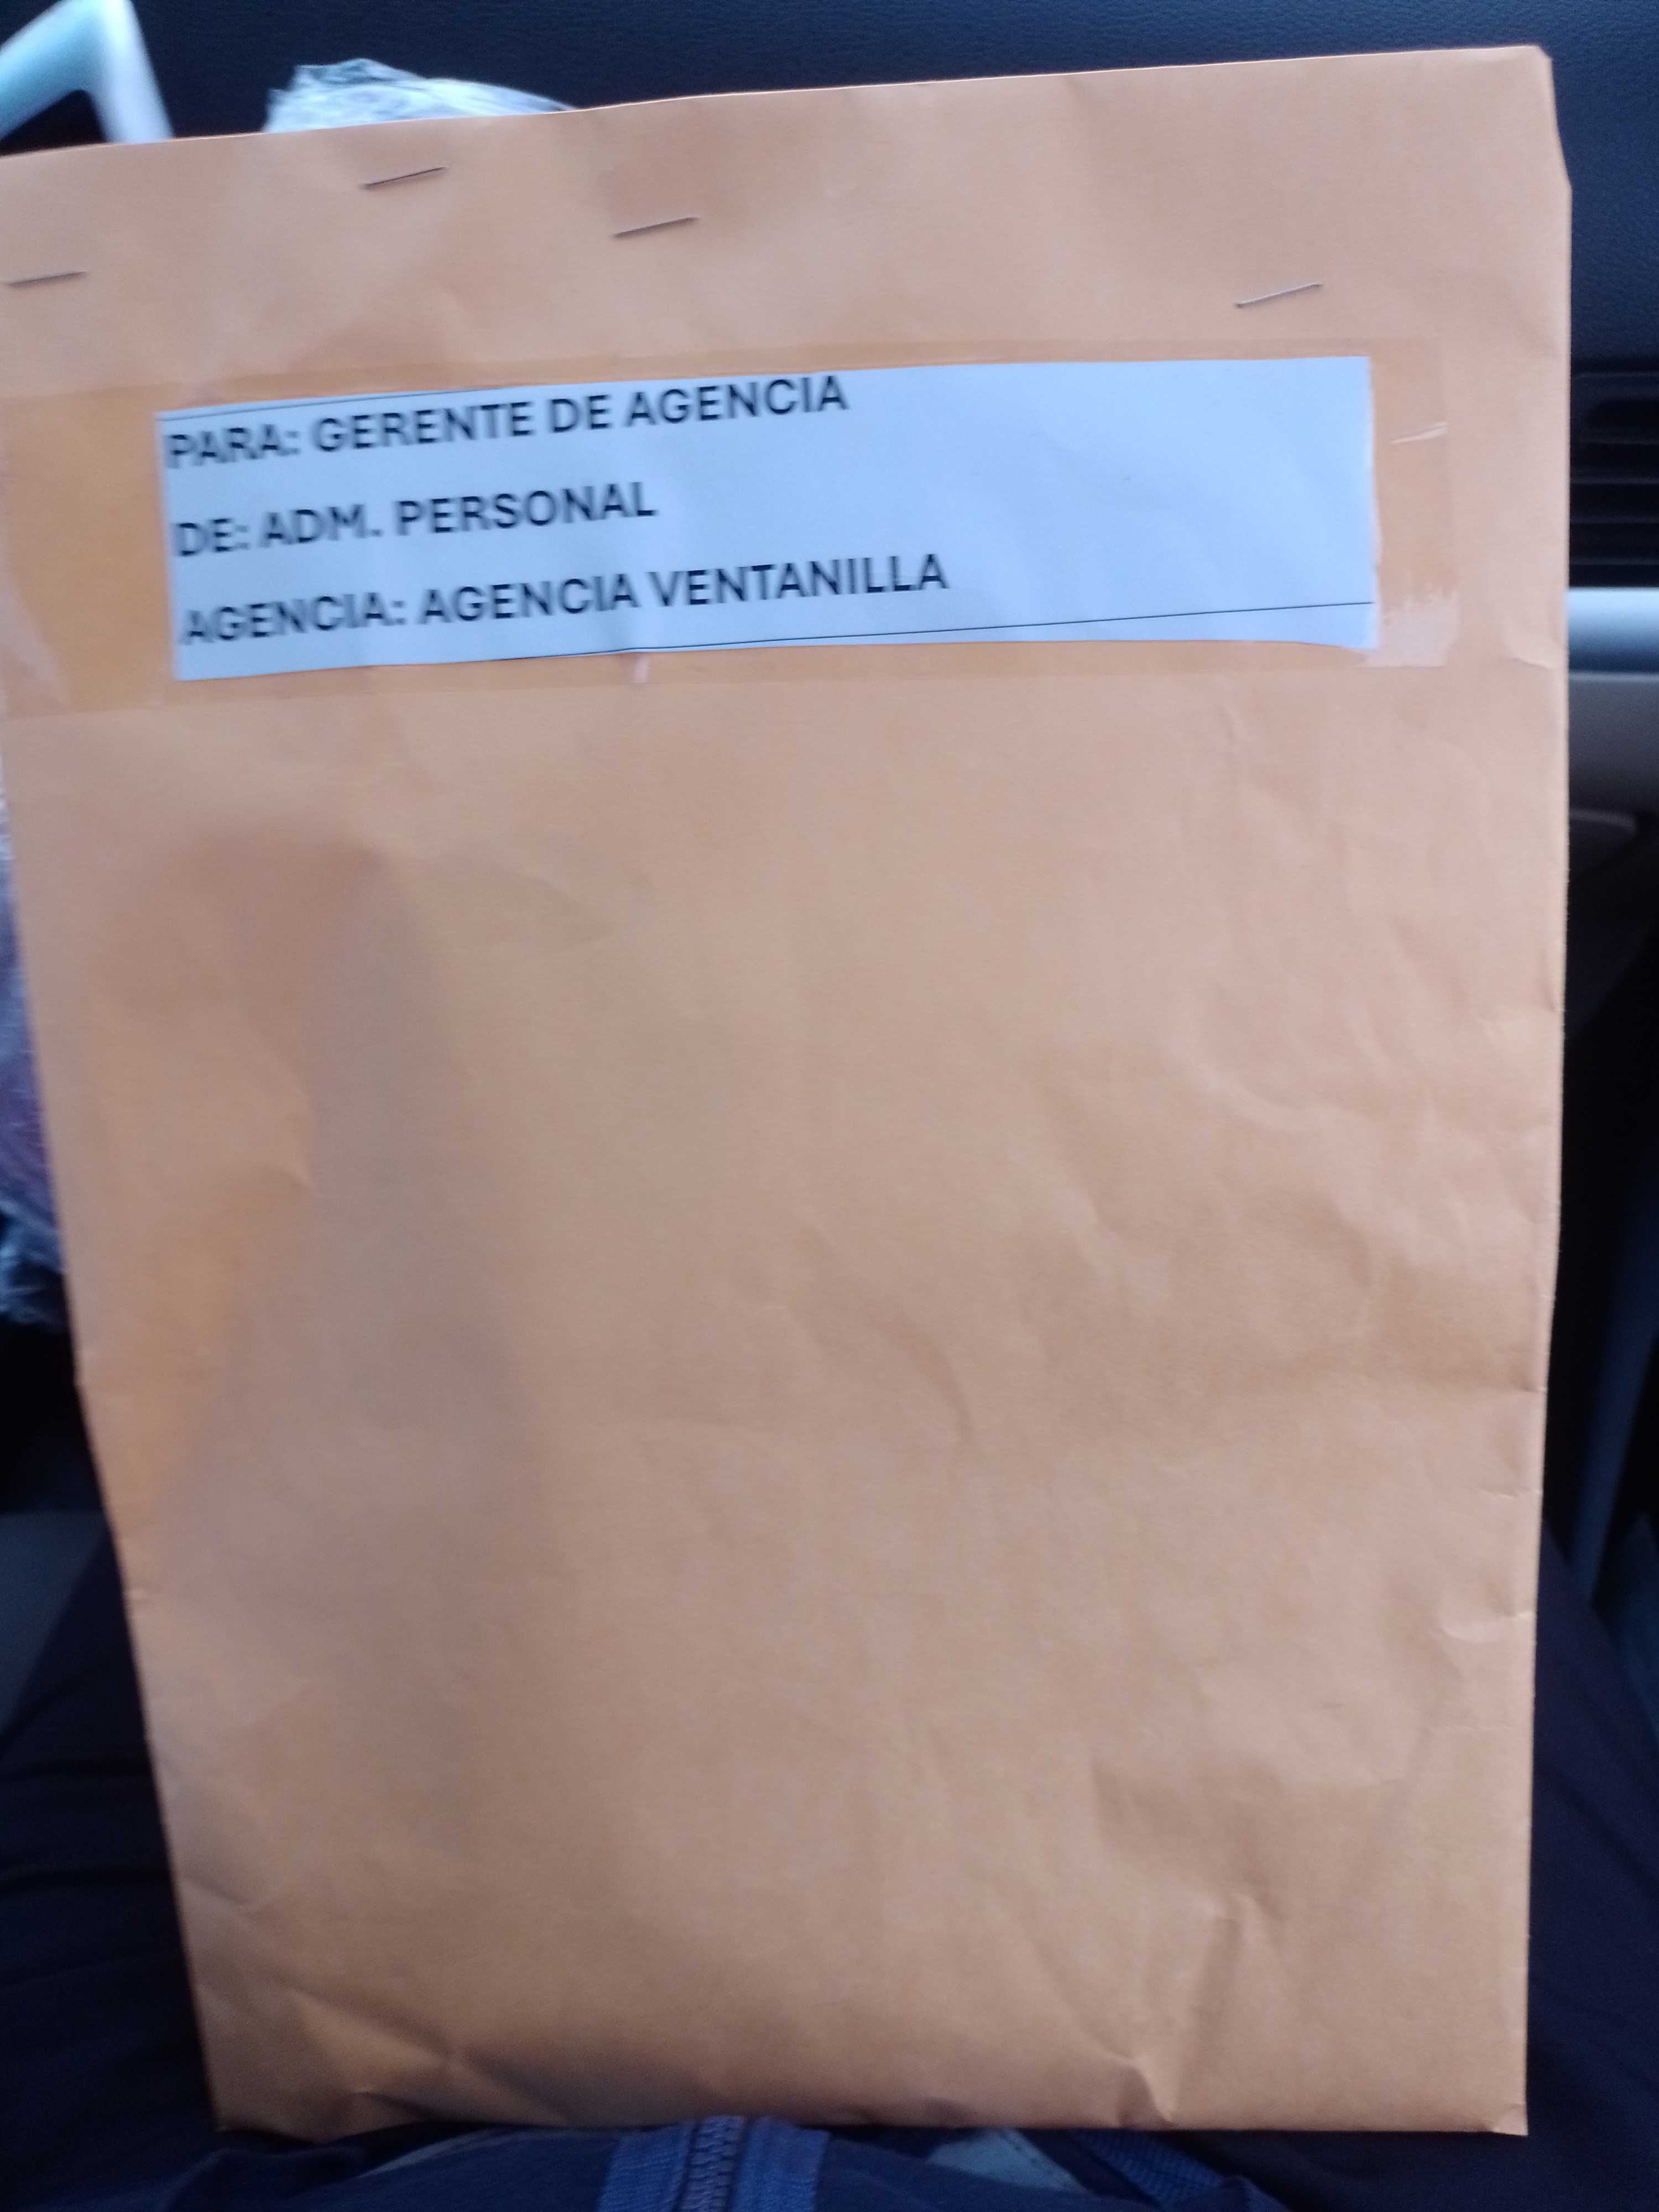 PARA: GERENTE DE AGENCIA
DE: ADM. PERSONAL
AGENCIA: AGENCIA VENTANILLA